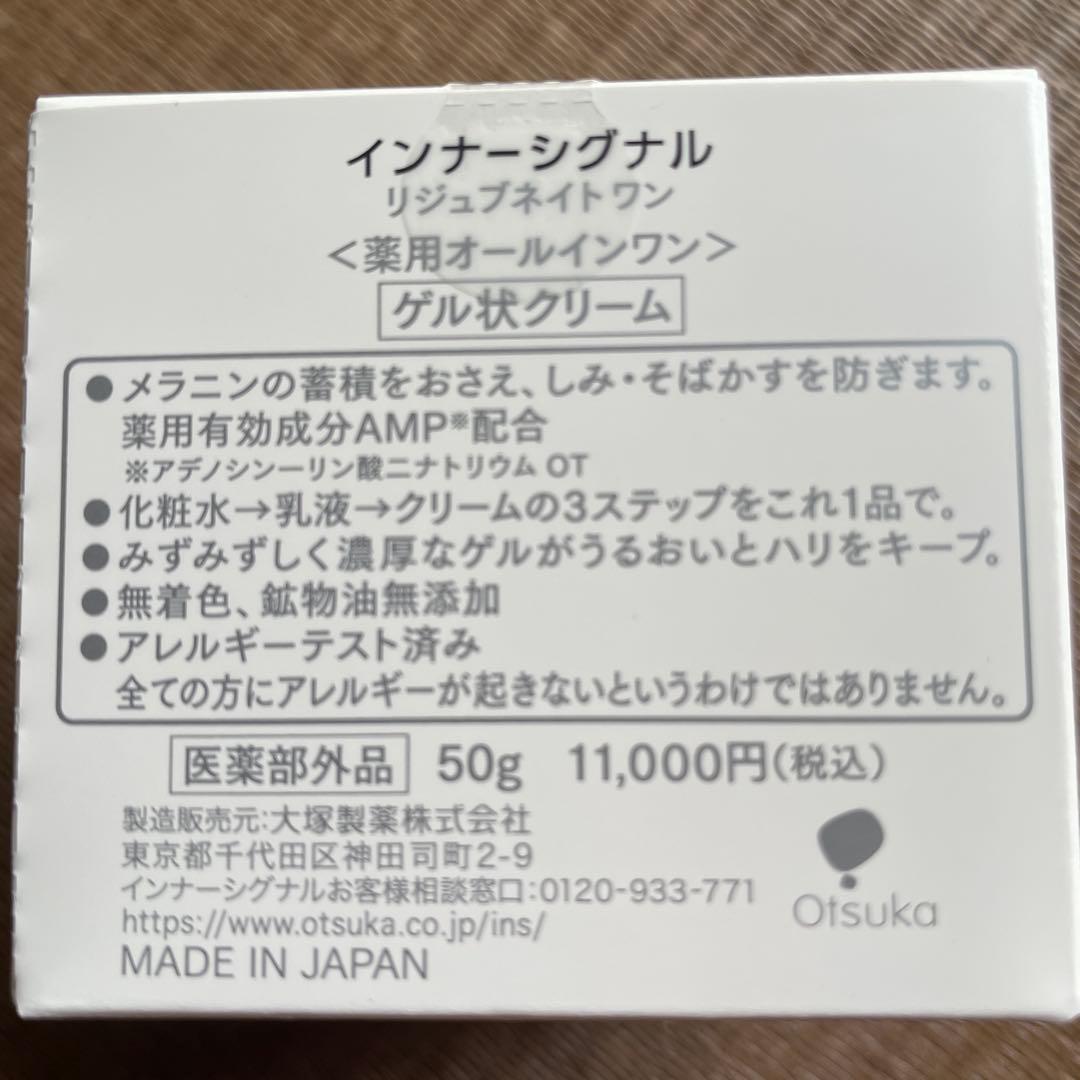 インナーシグナル
リジュブネイト ワン
＜薬用オールインワン＞
ゲル状クリーム
●メラニンの蓄積をおさえ、しみ・そばかすを防ぎます。
薬用有効成分AMP※配合
※アデノシン一リン酸二ナトリウム OT
●化粧水→乳液→クリームの3ステップをこれ1品で。
●みずみずしく濃厚なゲルがうるおいとハリをキープ。
●無着色、鉱物油無添加
●アレルギーテスト済み
全ての方にアレルギーが起きないというわけではありません。
医薬部外品 50g 11,000円(税込)
製造販売元:大塚製薬株式会社
東京都千代田区神田司町2-9
インナーシグナルお客様相談窓口:0120-933-771
https://www.otsuka.co.jp/ins/
MADE IN JAPAN
Otsuka